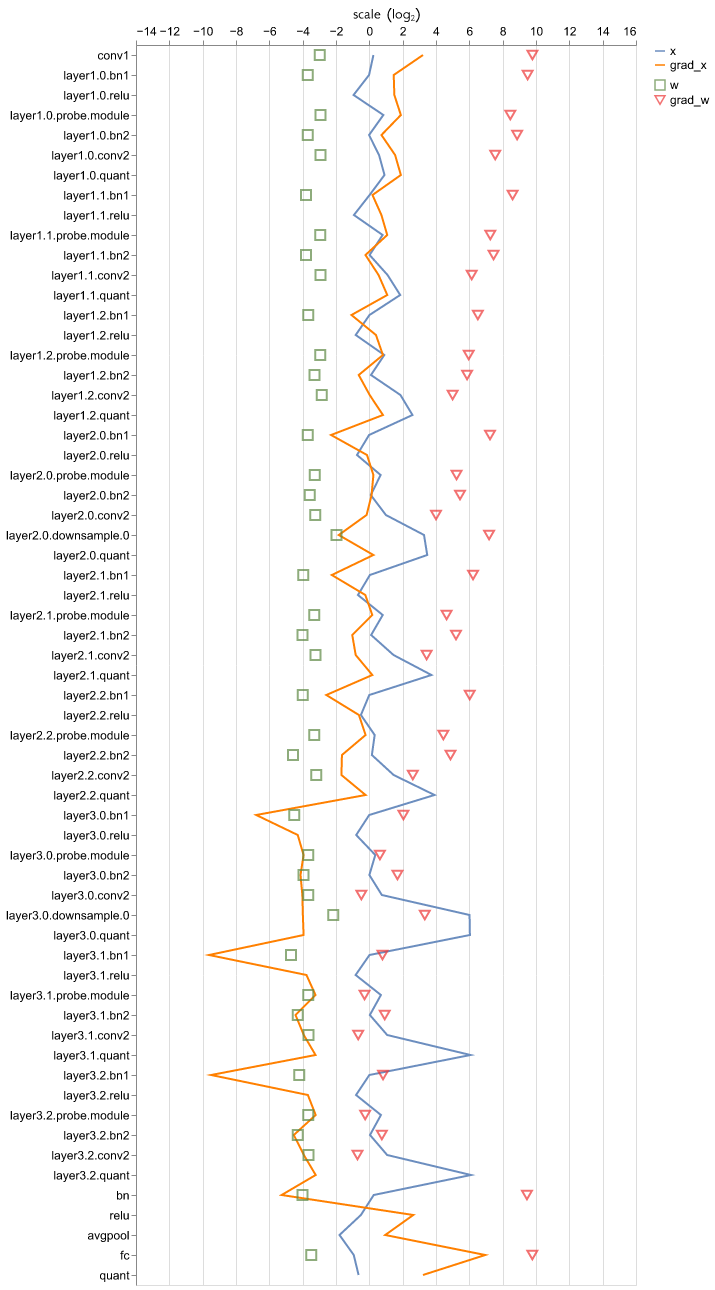 scale (log₂)
−14 −12 −10 −8 −6 −4 −2 0 2 4 6 8 10 12 14 16
x
grad_x
w
grad_w
conv1
layer1.0.bn1
layer1.0.relu
layer1.0.probe.module
layer1.0.bn2
layer1.0.conv2
layer1.0.quant
layer1.1.bn1
layer1.1.relu
layer1.1.probe.module
layer1.1.bn2
layer1.1.conv2
layer1.1.quant
layer1.2.bn1
layer1.2.relu
layer1.2.probe.module
layer1.2.bn2
layer1.2.conv2
layer1.2.quant
layer2.0.bn1
layer2.0.relu
layer2.0.probe.module
layer2.0.bn2
layer2.0.conv2
layer2.0.downsample.0
layer2.0.quant
layer2.1.bn1
layer2.1.relu
layer2.1.probe.module
layer2.1.bn2
layer2.1.conv2
layer2.1.quant
layer2.2.bn1
layer2.2.relu
layer2.2.probe.module
layer2.2.bn2
layer2.2.conv2
layer2.2.quant
layer3.0.bn1
layer3.0.relu
layer3.0.probe.module
layer3.0.bn2
layer3.0.conv2
layer3.0.downsample.0
layer3.0.quant
layer3.1.bn1
layer3.1.relu
layer3.1.probe.module
layer3.1.bn2
layer3.1.conv2
layer3.1.quant
layer3.2.bn1
layer3.2.relu
layer3.2.probe.module
layer3.2.bn2
layer3.2.conv2
layer3.2.quant
bn
relu
avgpool
fc
quant